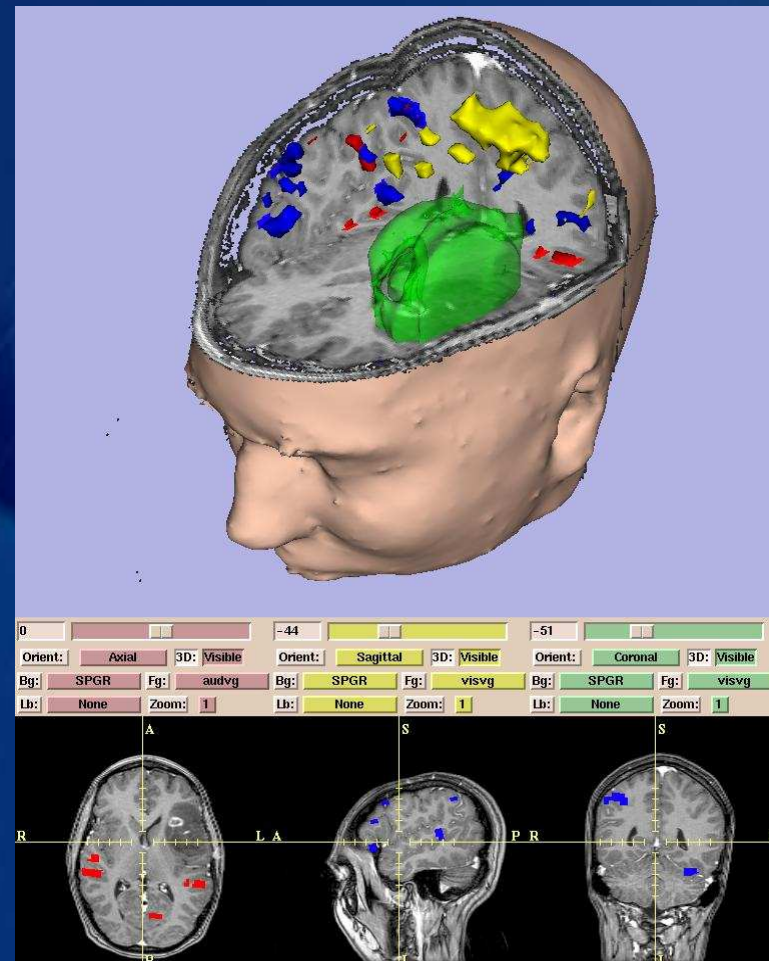 0 -44 -51
Orient: Axial 3D: Visible Orient: Sagittal 3D: Visible Orient: Coronal 3D: Visible
Bg: SPGR Fg: audvg Bg: SPGR Fg: visvg Bg: SPGR Fg: visvg
Lb: None Zoom: 1 Lb: None Zoom: 1 Lb: None Zoom: 1
A S S
R L A P R